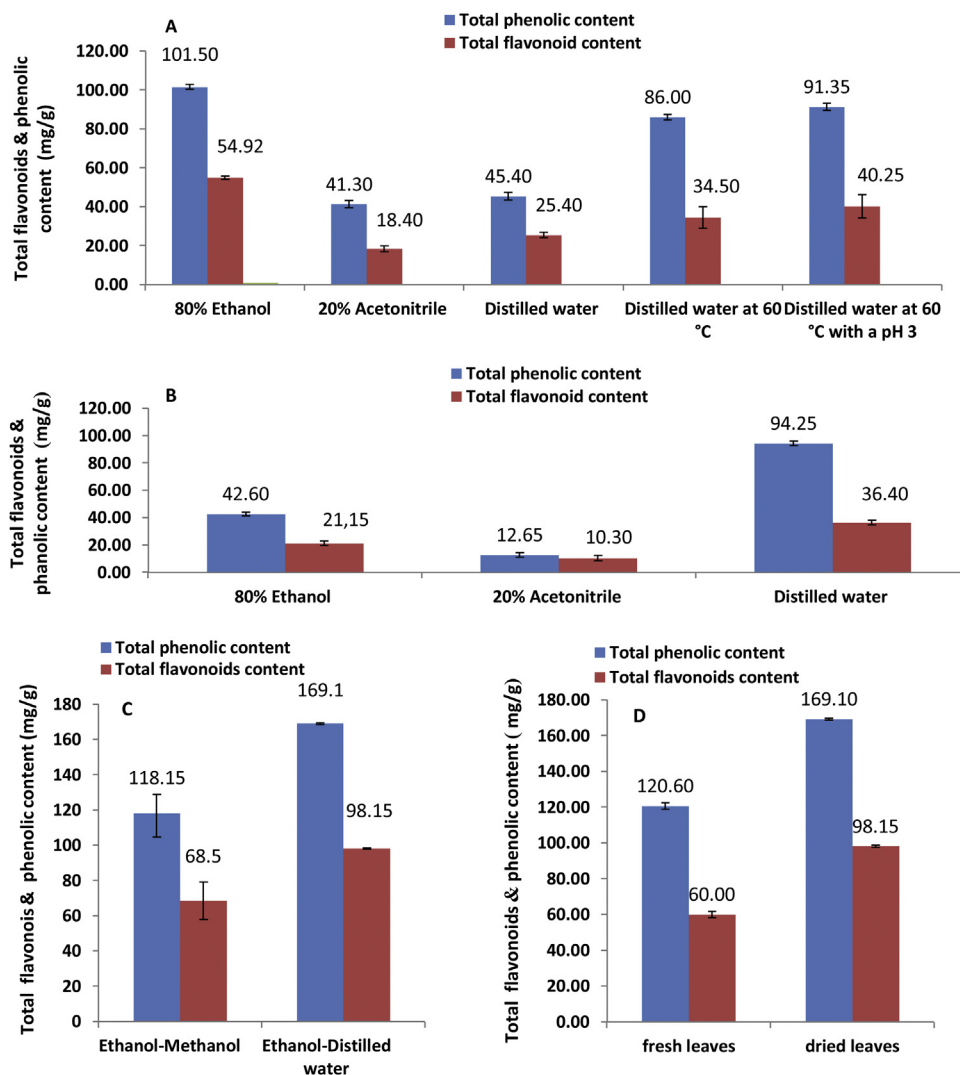 A
Total phenolic content
Total flavonoid content
Total flavonoids & phenolic
content (mg/g)
120.00
100.00
80.00
60.00
40.00
20.00
0.00
101.50
54.92
41.30
18.40
45.40
25.40
86.00
34.50
91.35
40.25
80% Ethanol
20% Acetonitrile
Distilled water
Distilled water at 60
°C
Distilled water at 60
°C with a pH 3
B
Total phenolic content
Total flavonoid content
Total flavonoids &
phanolic content (mg/g)
120.00
100.00
80.00
60.00
40.00
20.00
0.00
42.60
21,15
12.65
10.30
94.25
36.40
80% Ethanol
20% Acetonitrile
Distilled water
Total phenolic content
Total flavonoids content
C
Total flavonois & phenolic content (mg/g)
180
160
140
120
100
80
60
40
20
0
118.15
68.5
169.1
98.15
Ethanol-Methanol
Ethanol-Distilled
water
Total phenolic content
Total flavonoids content
D
Total flavonoids & phenolic content ( mg/g)
180.00
160.00
140.00
120.00
100.00
80.00
60.00
40.00
20.00
0.00
120.60
60.00
169.10
98.15
fresh leaves
dried leaves